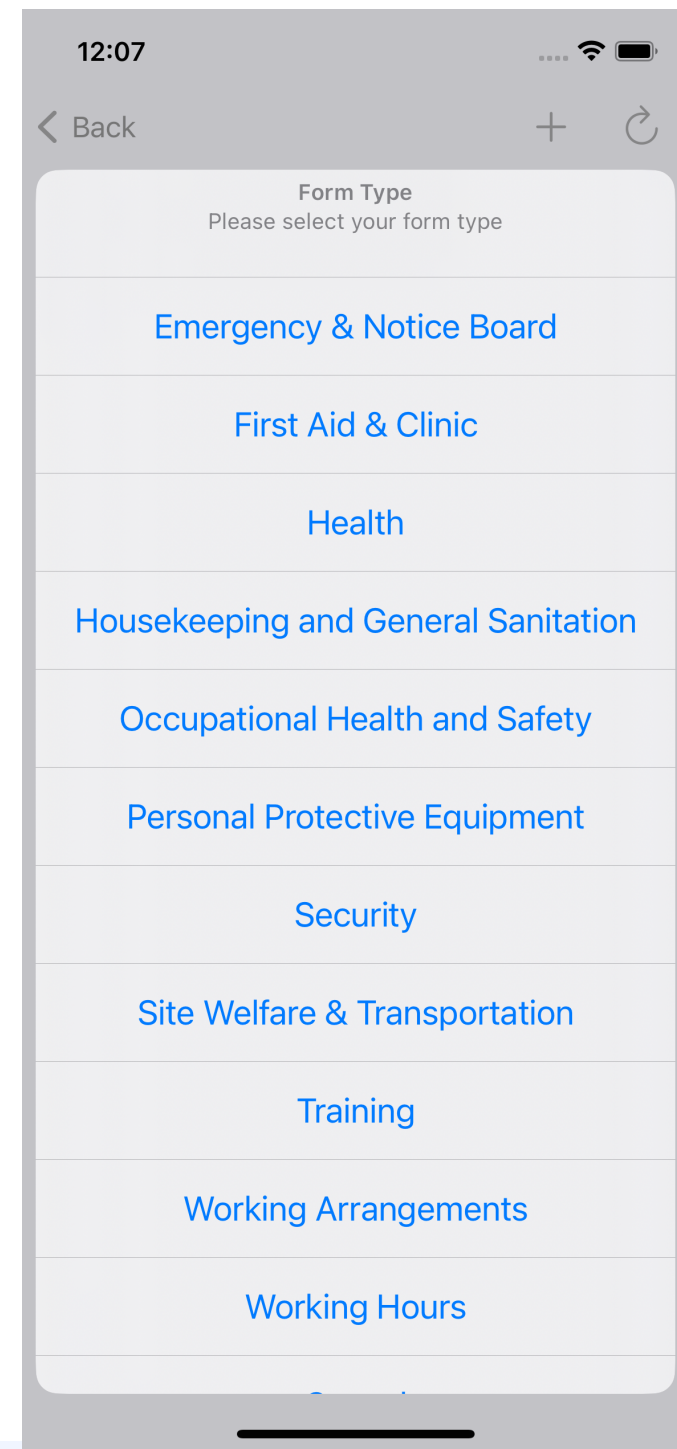 12:07
Back
Form Type
Please select your form type
Emergency & Notice Board
First Aid & Clinic
Health
Housekeeping and General Sanitation
Occupational Health and Safety
Personal Protective Equipment
Security
Site Welfare & Transportation
Training
Working Arrangements
Working Hours